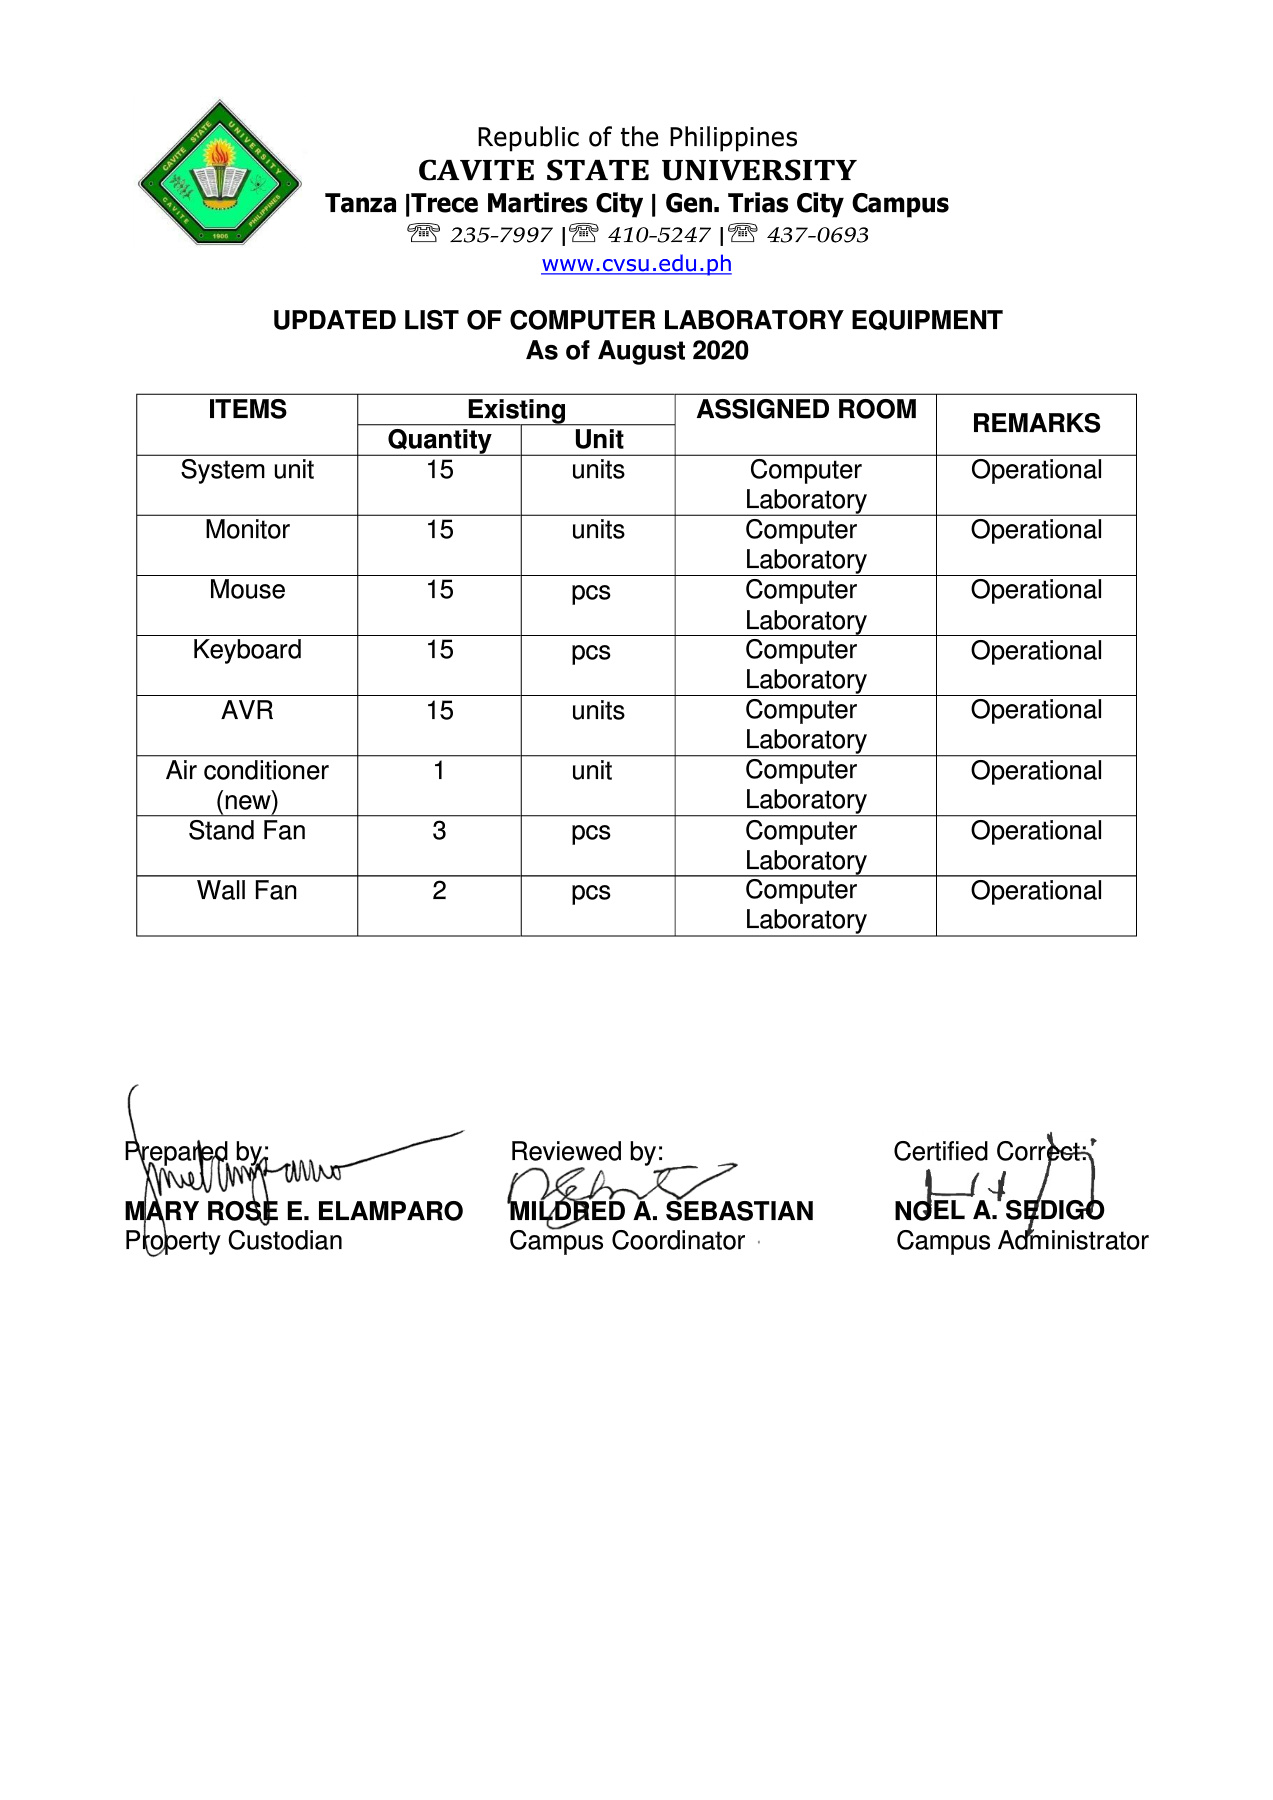 CAVITE STATE UNIVERSITY
CAVITE PHILIPPINES
1906
Republic of the Philippines
CAVITE STATE UNIVERSITY
Tanza |Trece Martires City | Gen. Trias City Campus
☏ 235-7997 |☏ 410-5247 |☏ 437-0693
www.cvsu.edu.ph
UPDATED LIST OF COMPUTER LABORATORY EQUIPMENT
As of August 2020
ITEMS Existing ASSIGNED ROOM REMARKS
Quantity Unit
System unit 15 units Computer Laboratory Operational
Monitor 15 units Computer Laboratory Operational
Mouse 15 pcs Computer Laboratory Operational
Keyboard 15 pcs Computer Laboratory Operational
AVR 15 units Computer Laboratory Operational
Air conditioner (new) 1 unit Computer Laboratory Operational
Stand Fan 3 pcs Computer Laboratory Operational
Wall Fan 2 pcs Computer Laboratory Operational
Prepared by: Reviewed by: Certified Correct:
MARY ROSE E. ELAMPARO MILDRED A. SEBASTIAN NOEL A. SEDIGO
Property Custodian Campus Coordinator Campus Administrator